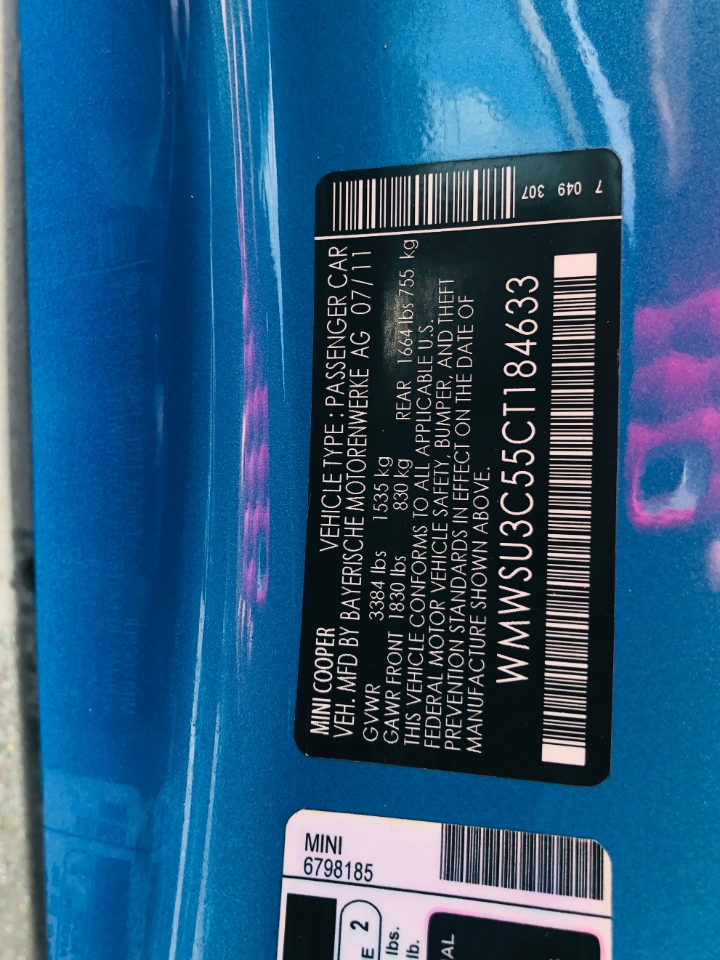 7 049 307
MINI COOPER VEHICLE TYPE : PASSENGER CAR
VEH. MFD BY BAYERISCHE MOTORENWERKE AG 07/11
GVWR 3384 lbs 1535 kg
GAWR FRONT 1830 lbs 830 kg REAR 1664 lbs 755 kg
THIS VEHICLE CONFORMS TO ALL APPLICABLE U.S.
FEDERAL MOTOR VEHICLE SAFETY, BUMPER, AND THEFT
PREVENTION STANDARDS IN EFFECT ON THE DATE OF
MANUFACTURE SHOWN ABOVE.
WMWSU3C55CT184633
MINI
6798185
2
lbs.
lb.